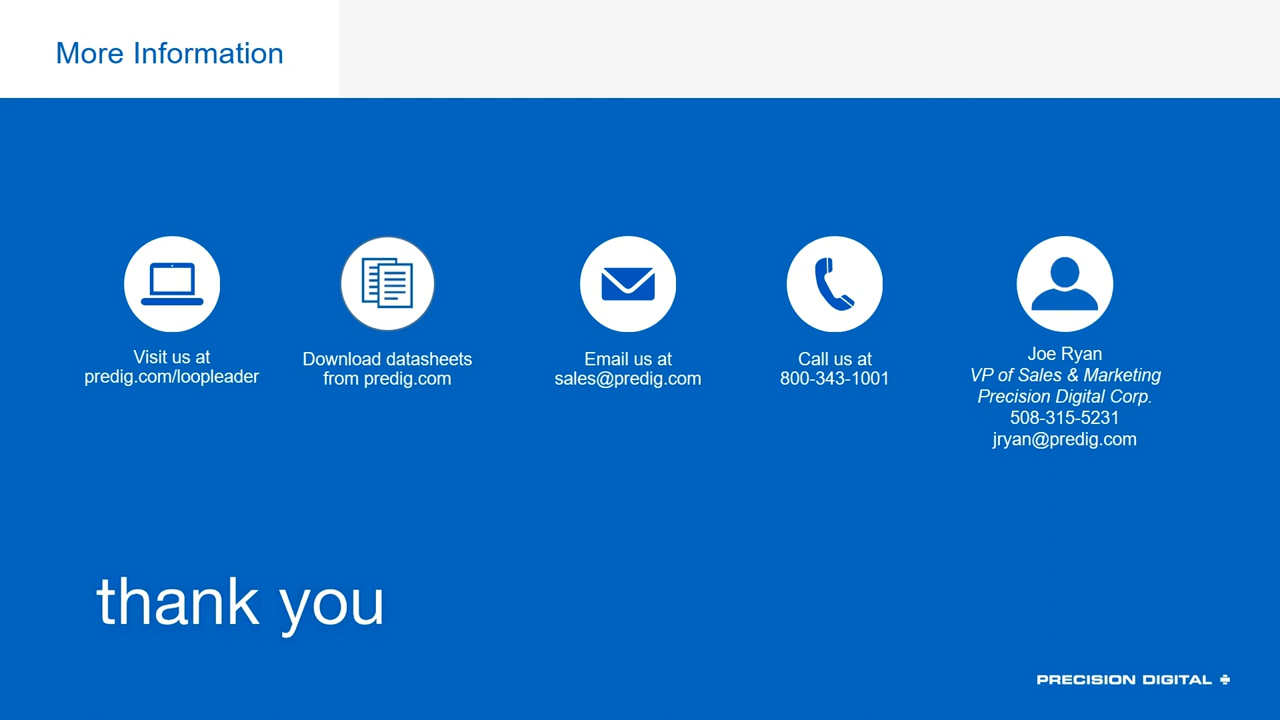 More Information
Visit us at
predig.com/loopleader
Download datasheets
from predig.com
Email us at
sales@predig.com
Call us at
800-343-1001
Joe Ryan
VP of Sales & Marketing
Precision Digital Corp.
508-315-5231
jryan@predig.com
thank you
PRECISION DIGITAL